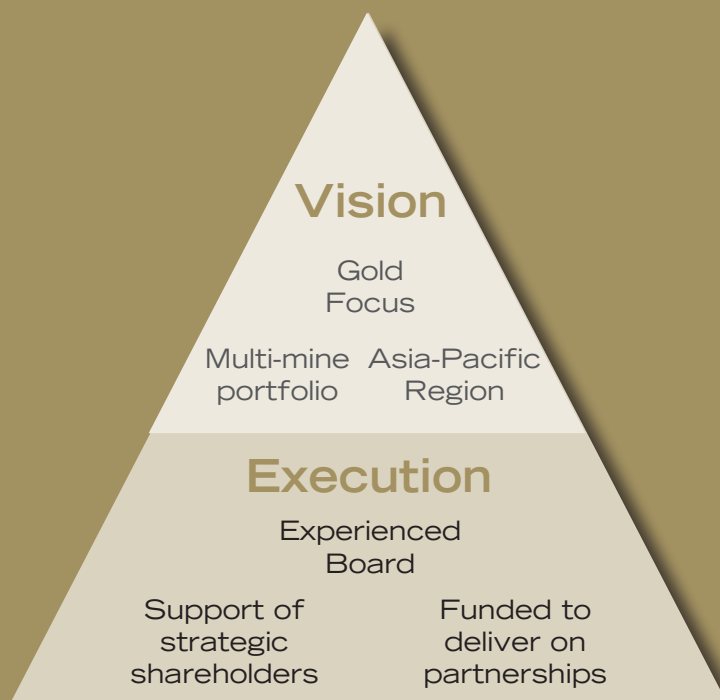 Vision
Gold
Focus
Multi-mine
portfolio
Asia-Pacific
Region
Execution
Experienced
Board
Support of
strategic
shareholders
Funded to
deliver on
partnerships